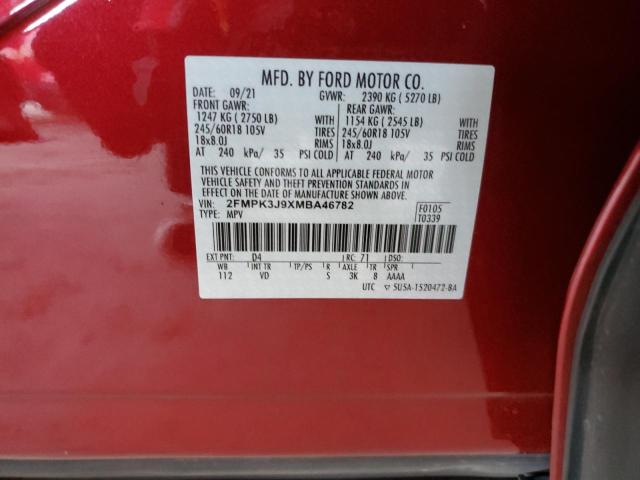 MFD. BY FORD MOTOR CO.
DATE: 09/21 GVWR: 2390 KG ( 5270 LB)
FRONT GAWR: REAR GAWR:
1247 KG ( 2750 LB) WITH 1154 KG ( 2545 LB) WITH
245/60R18 105V TIRES 245/60R18 105V TIRES
18x8.0J RIMS 18x8.0J RIMS
AT 240 kPa/ 35 PSI COLD AT 240 kPa/ 35 PSI COLD
THIS VEHICLE CONFORMS TO ALL APPLICABLE FEDERAL MOTOR
VEHICLE SAFETY AND THEFT PREVENTION STANDARDS IN
EFFECT ON THE DATE OF MANUFACTURE SHOWN ABOVE.
VIN: 2FMPK3J9XMBA46782 F0105
TYPE: MPV T0339
EXT PNT: D4 RC: 71 DSO:
WB INT TR TP/PS R AXLE TR SPR
112 VD S 3K 8 AAAA
UTC ▽ SU5A-1520472-BA